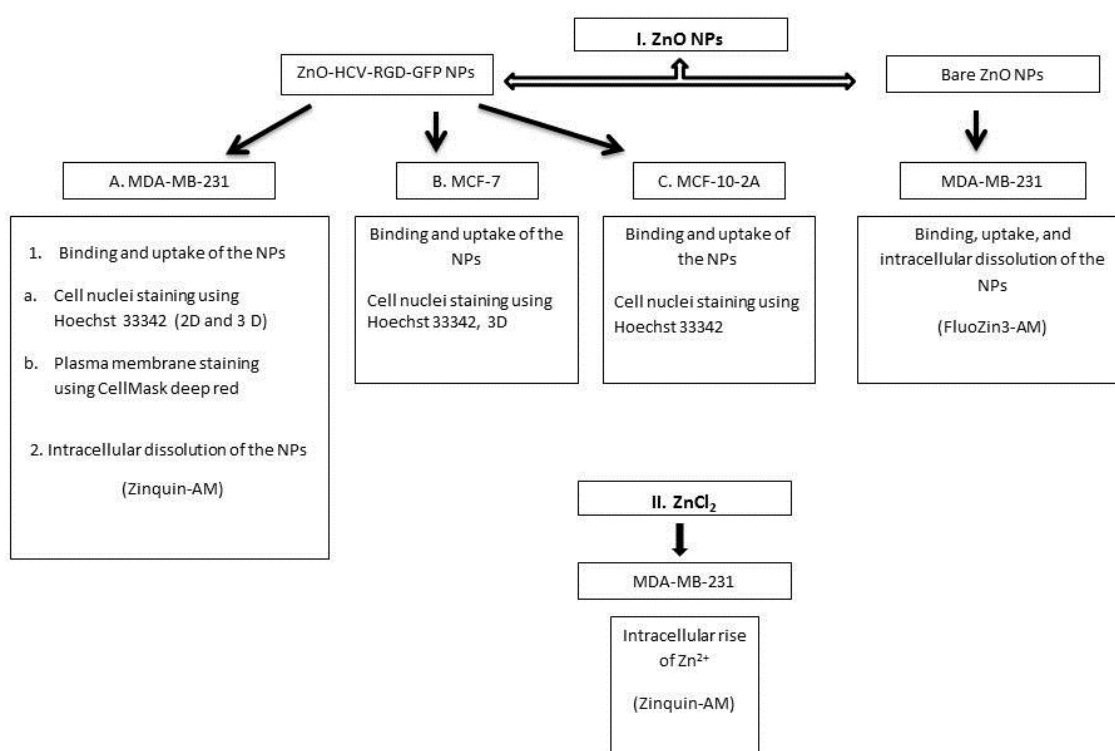 I. ZnO NPs
ZnO-HCV-RGD-GFP NPs
Bare ZnO NPs
A. MDA-MB-231
B. MCF-7
C. MCF-10-2A
MDA-MB-231
1. Binding and uptake of the NPs
a. Cell nuclei staining using
Hoechst 33342 (2D and 3 D)
b. Plasma membrane staining
using CellMask deep red
2. Intracellular dissolution of the NPs
(Zinquin-AM)
Binding and uptake of the
NPs
Cell nuclei staining using
Hoechst 33342, 3D
Binding and uptake of
the NPs
Cell nuclei staining using
Hoechst 33342
Binding, uptake, and
intracellular dissolution of the
NPs
(FluoZin3-AM)
II. ZnCl₂
MDA-MB-231
Intracellular rise
of Zn²⁺
(Zinquin-AM)